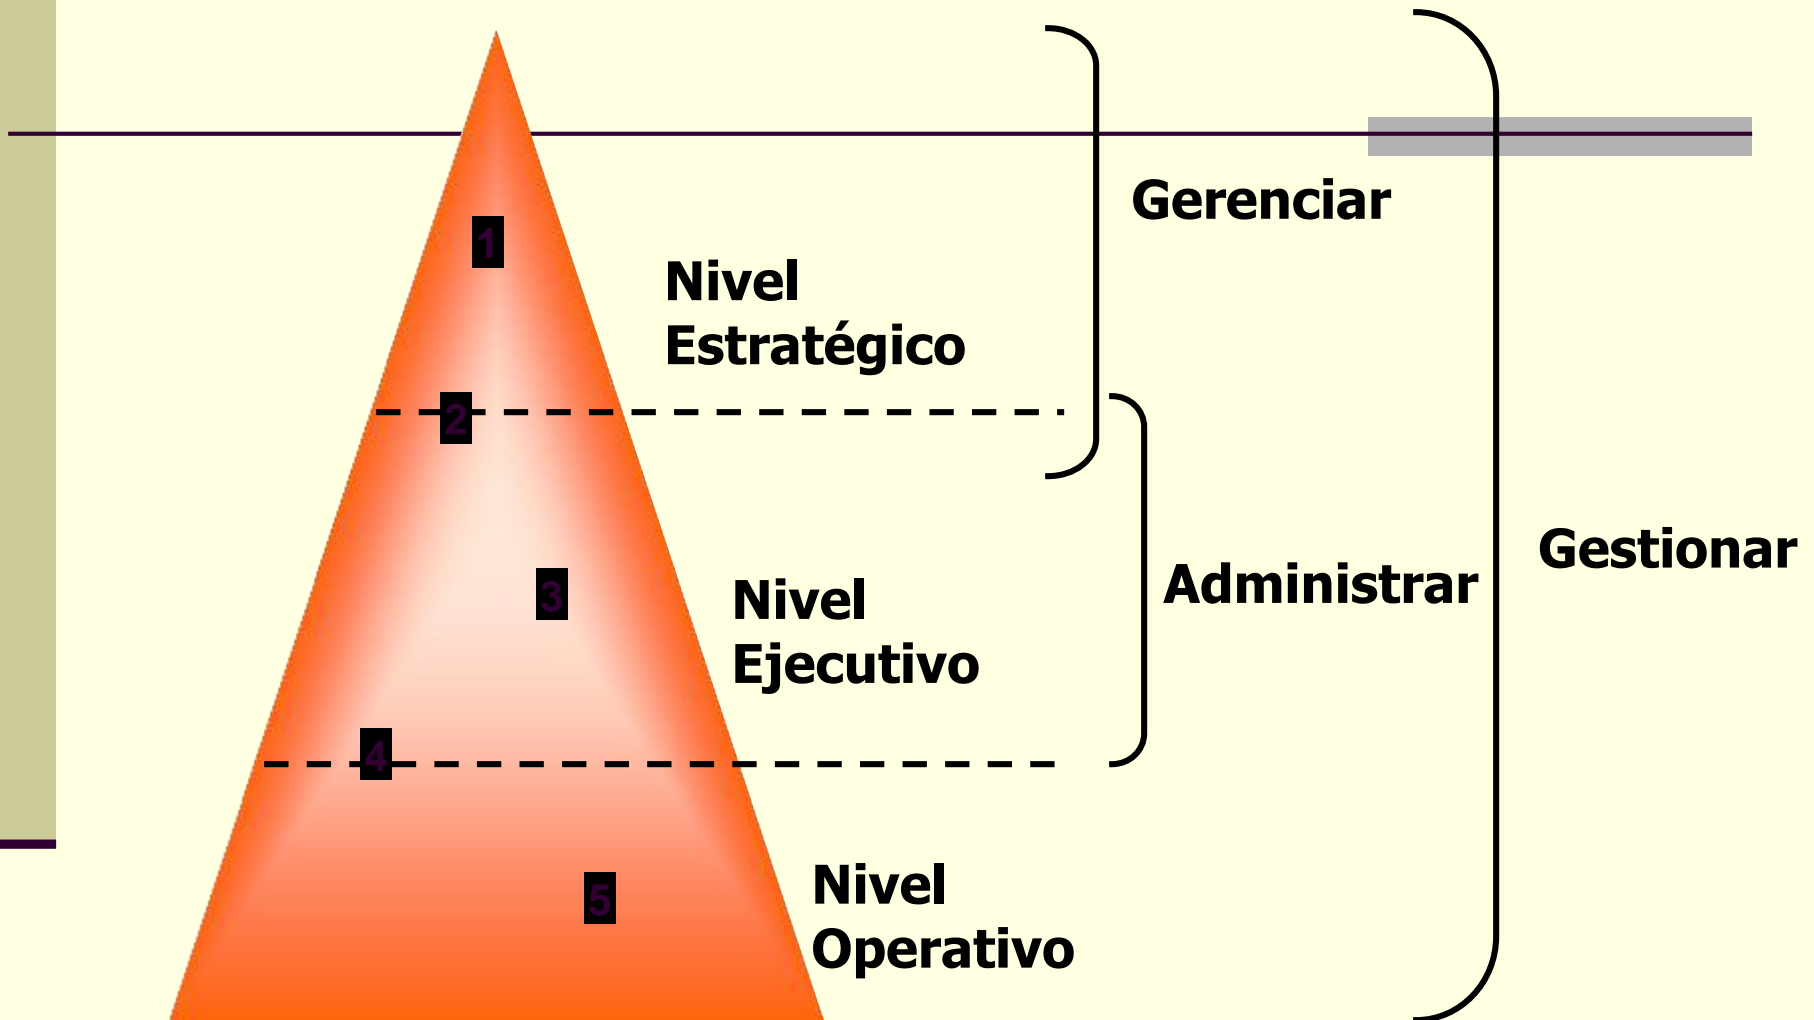 Gerenciar
1
Nivel
Estratégico
2
Gestionar
Administrar
3
Nivel
Ejecutivo
4
Nivel
Operativo
5